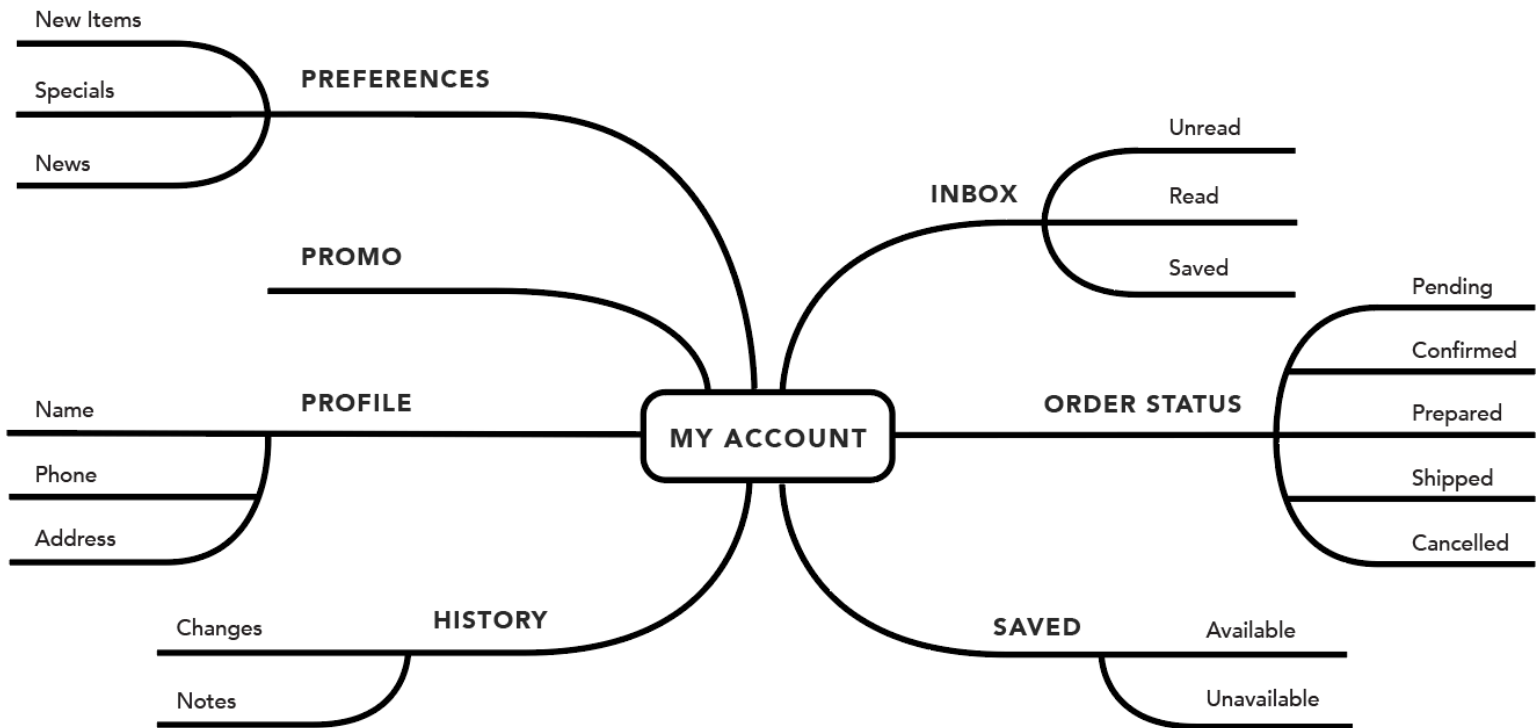 New Items
PREFERENCES
Specials
News
PROMO
PROFILE
Name
Phone
Address
HISTORY
Changes
Notes
MY ACCOUNT
INBOX
Unread
Read
Saved
ORDER STATUS
Pending
Confirmed
Prepared
Shipped
Cancelled
SAVED
Available
Unavailable